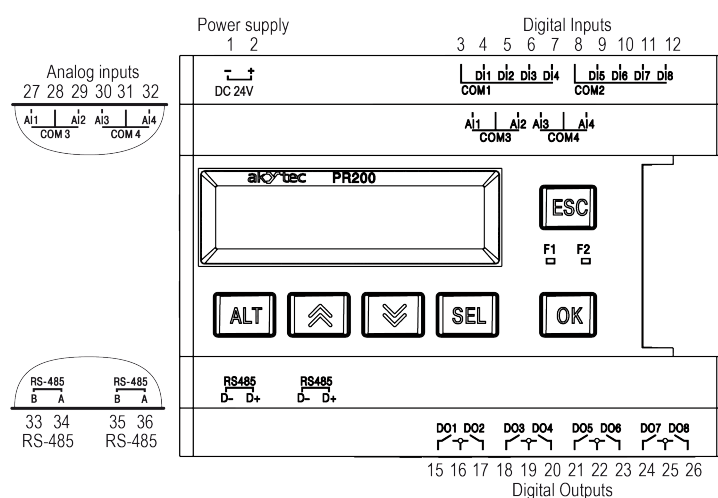 Power supply
1 2
Digital Inputs
3 4 5 6 7 8 9 10 11 12
- +
DC 24V
DI1 DI2 DI3 DI4
COM1
DI5 DI6 DI7 DI8
COM2
Analog inputs
27 28 29 30 31 32
AI1 AI2 AI3 AI4
COM 3 COM 4
AI1 AI2 AI3 AI4
COM3 COM4
akytec PR200
ESC
F1 F2
ALT SEL OK
RS-485 RS-485
B A B A
33 34 35 36
RS-485 RS-485
RS485 RS485
D- D+ D- D+
DO1 DO2 DO3 DO4 DO5 DO6 DO7 DO8
15 16 17 18 19 20 21 22 23 24 25 26
Digital Outputs